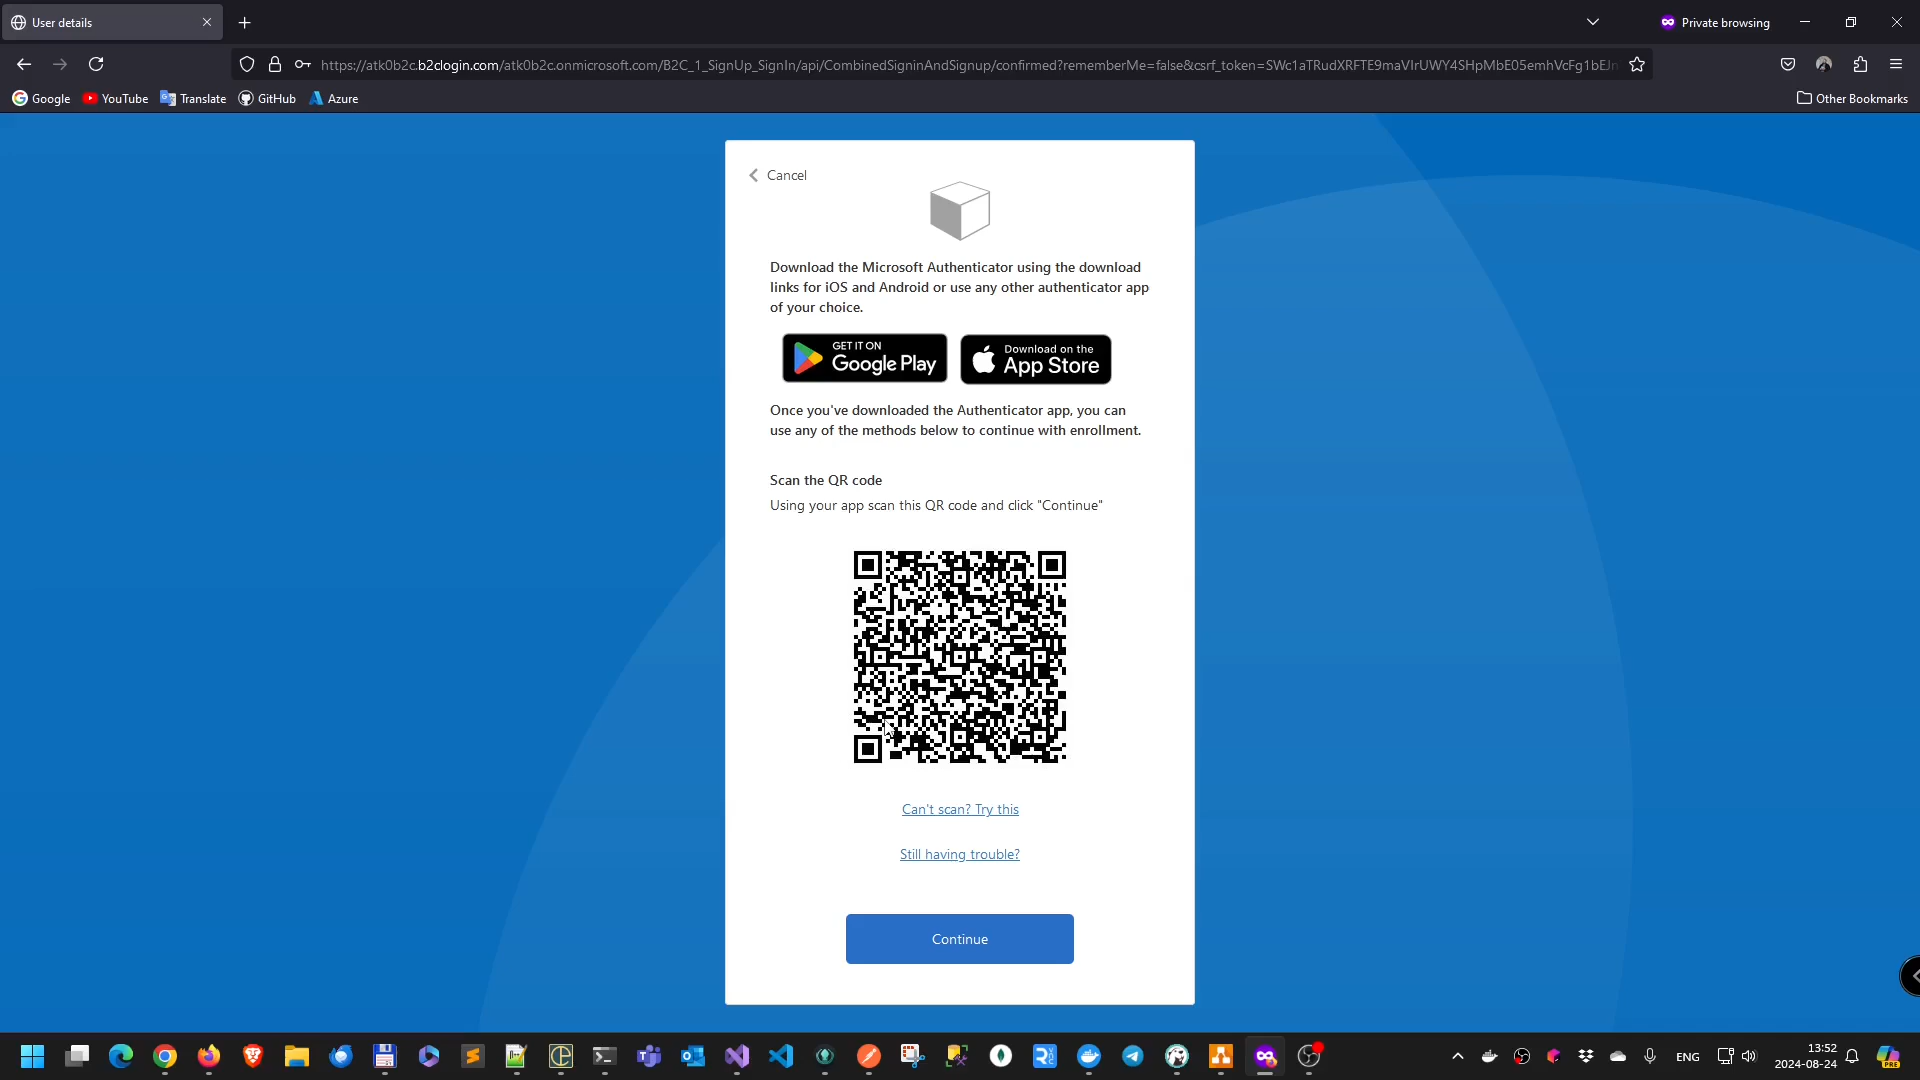 User details
Private browsing
https://atk0b2c.b2clogin.com/atk0b2c.onmicrosoft.com/B2C_1_SignUp_SignIn/api/CombinedSigninAndSignup/confirmed?rememberMe=false&csrf_token=
Google
YouTube
Translate
GitHub
Azure
Other Bookmarks
Cancel
Download the Microsoft Authenticator using the download
links for iOS and Android or use any other authenticator app
of your choice.
GET IT ON
Google Play
Download on the
App Store
Once you've downloaded the Authenticator app, you can
use any of the methods below to continue with enrollment.
Scan the QR code
Using your app scan this QR code and click "Continue"
Can't scan? Try this
Still having trouble?
Continue
ENG
13:52
2024-08-24
PRE